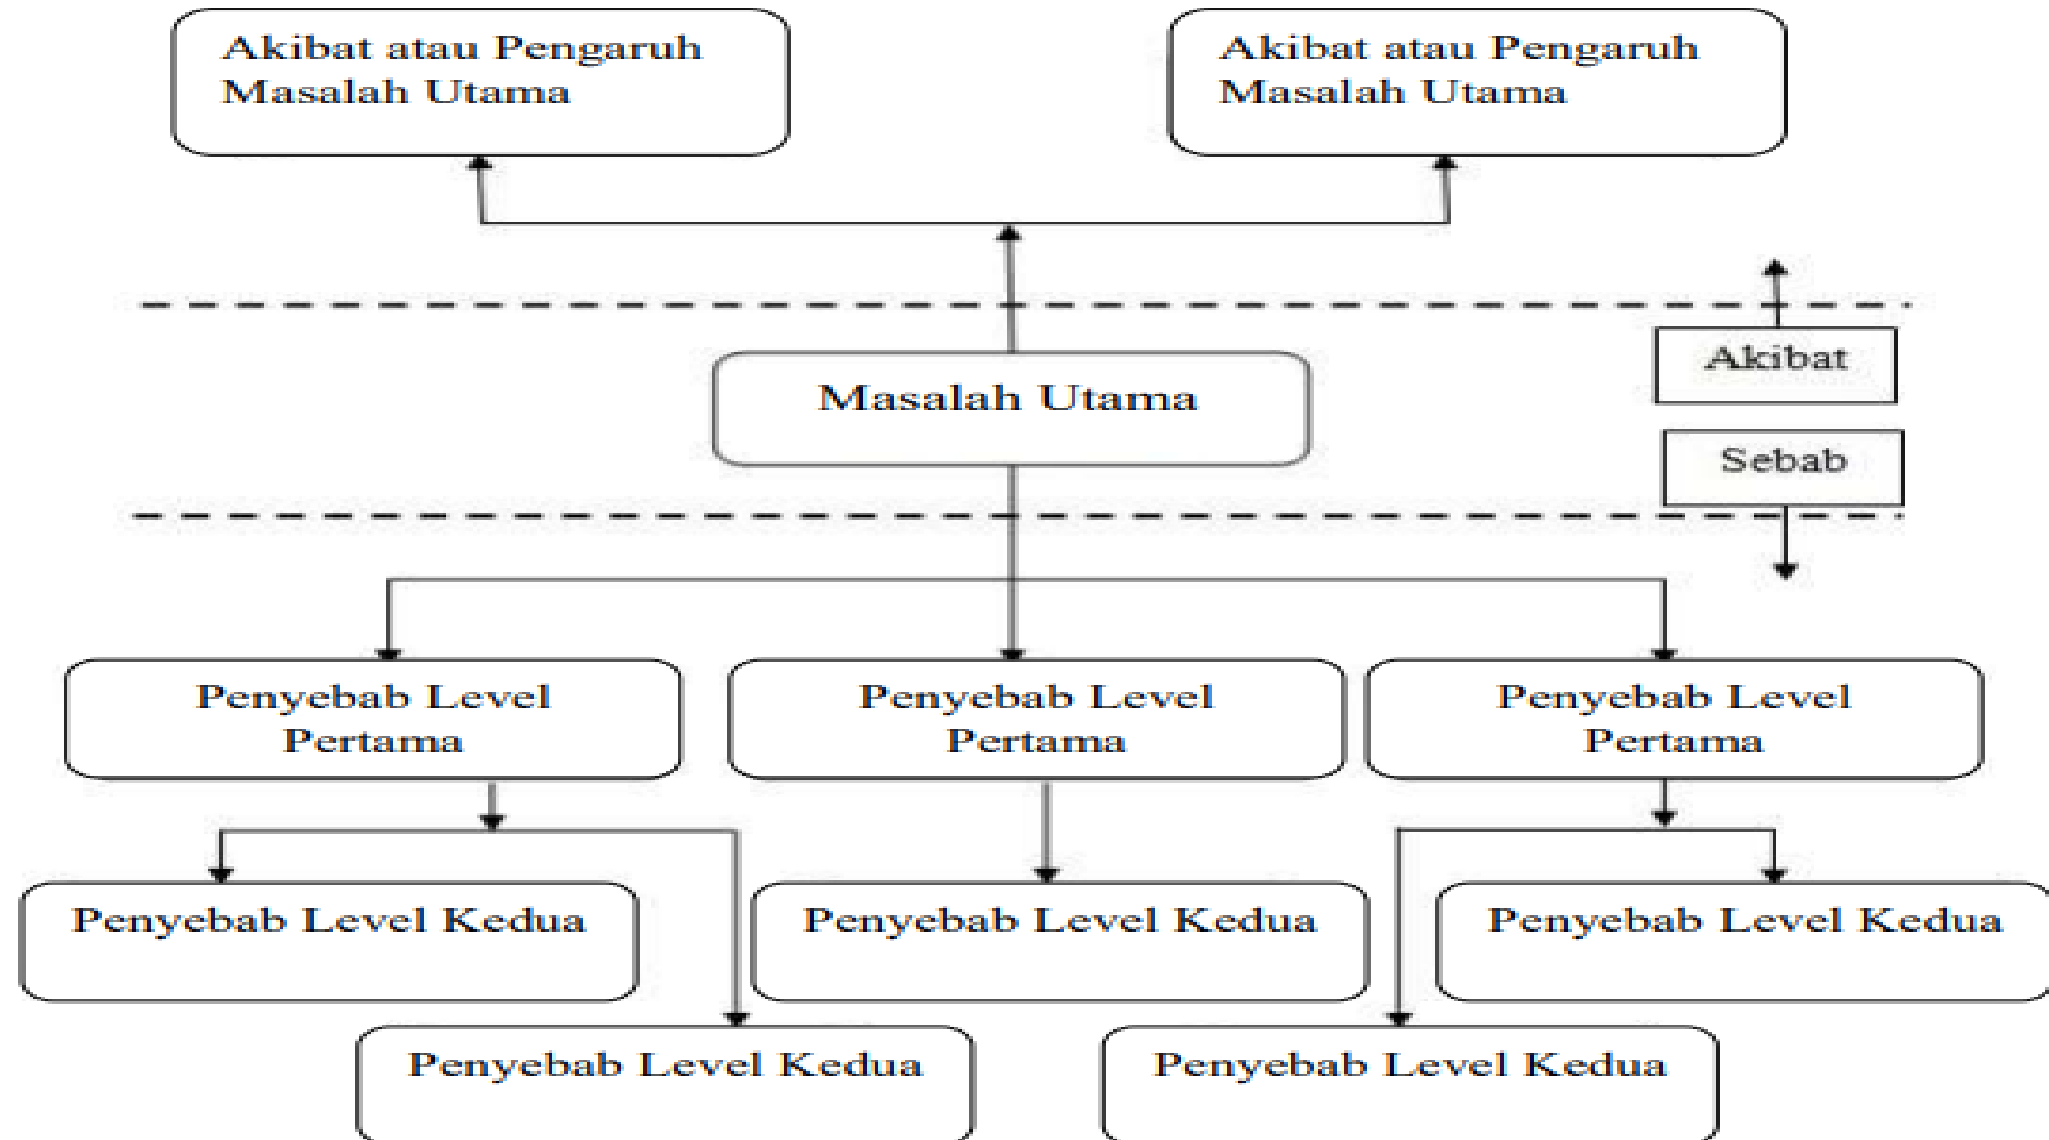 Akibat atau Pengaruh
Masalah Utama
Akibat atau Pengaruh
Masalah Utama
Akibat
Masalah Utama
Sebab
Penyebab Level
Pertama
Penyebab Level
Pertama
Penyebab Level
Pertama
Penyebab Level Kedua
Penyebab Level Kedua
Penyebab Level Kedua
Penyebab Level Kedua
Penyebab Level Kedua